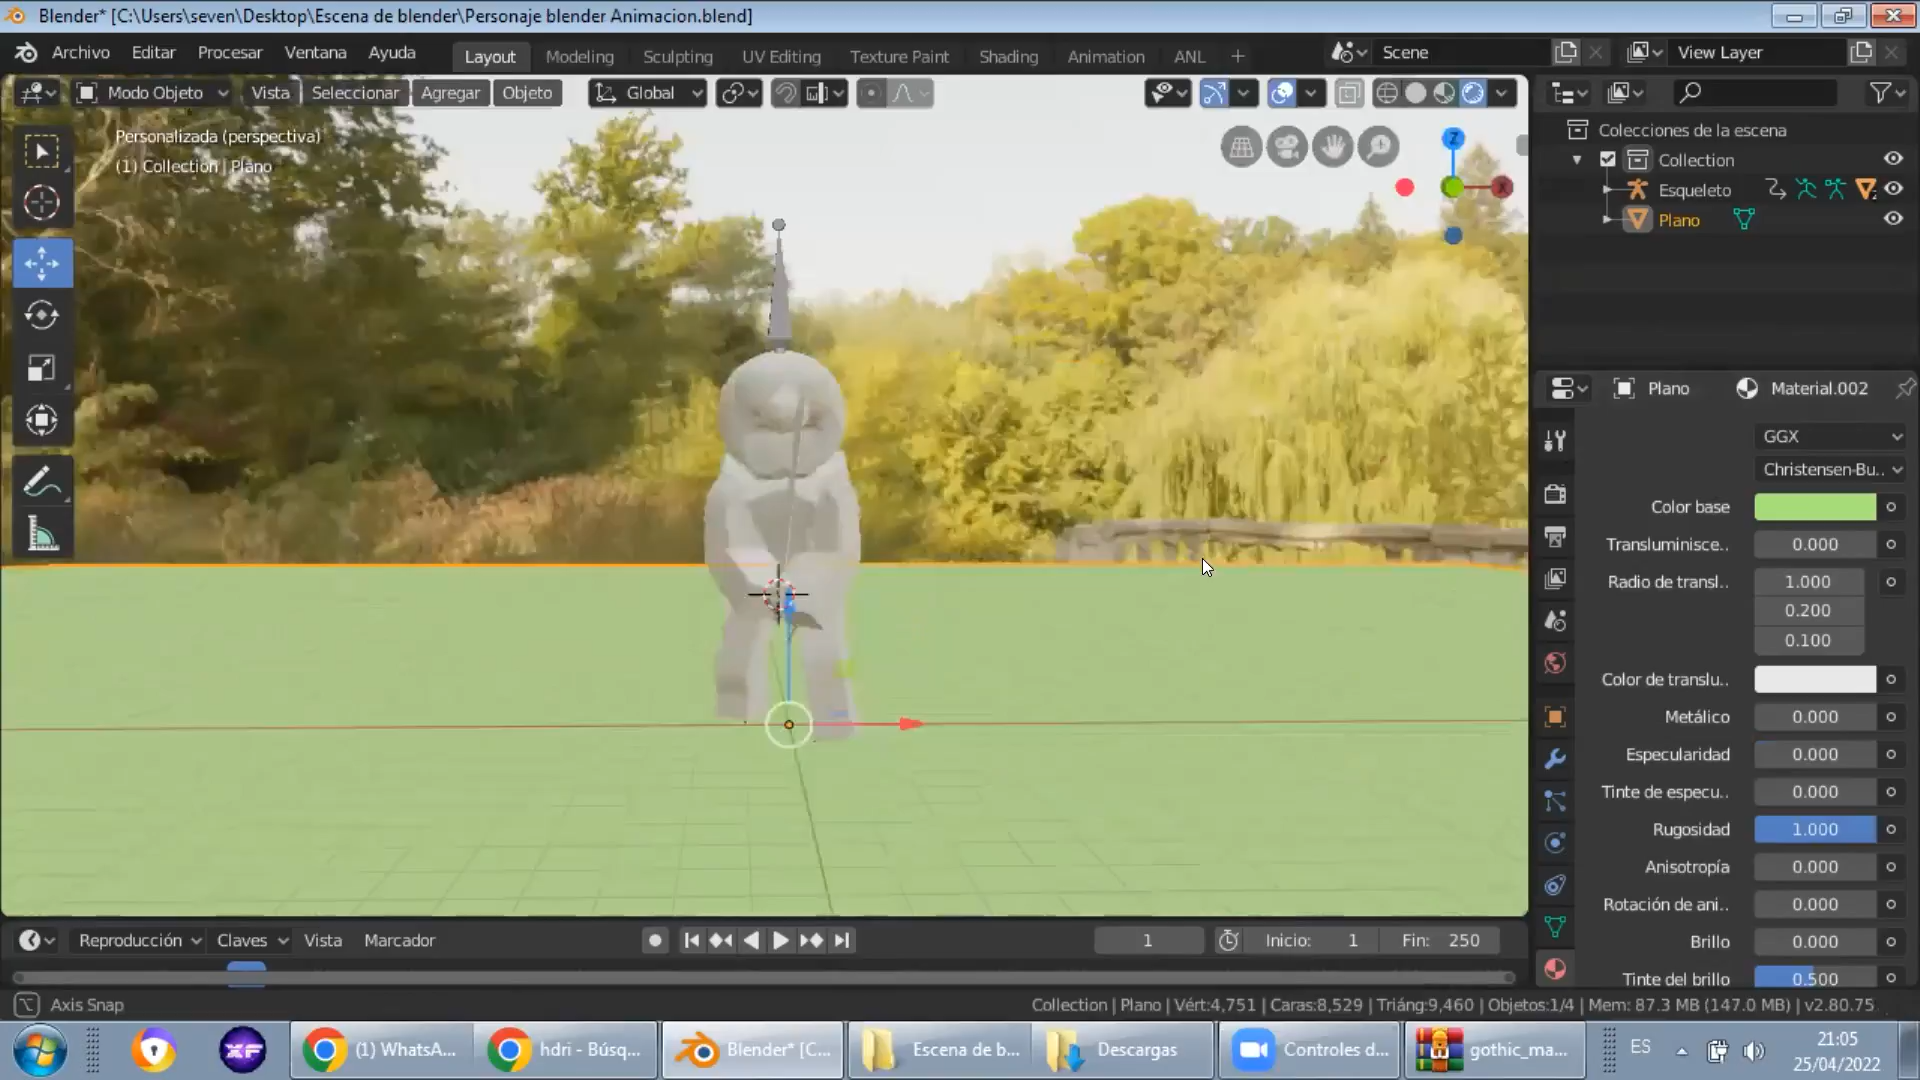 Blender* [C:\Users\seven\Desktop\Escena de blender\Personaje blender Animacion.blend]
Archivo Editar Procesar Ventana Ayuda Layout Modeling Sculpting UV Editing Texture Paint Shading Animation ANL + Scene View Layer
Modo Objeto Vista Seleccionar Agregar Objeto Global
Personalizada (perspectiva)
(1) Collection | Plano
Z
X
Colecciones de la escena
Collection
Esqueleto
Plano
Plano Material.002
GGX
Christensen-Bu..
Color base
Transluminisce.. 0.000
Radio de transl.. 1.000
0.200
0.100
Color de translu..
Metálico 0.000
Especularidad 0.000
Tinte de especu.. 0.000
Rugosidad 1.000
Anisotropía 0.000
Rotación de ani.. 0.000
Brillo 0.000
Tinte del brillo 0.500
Reproducción Claves Vista Marcador 1 Inicio: 1 Fin: 250
Axis Snap
Collection | Plano | Vért:4,751 | Caras:8,529 | Triáng:9,460 | Objetos:1/4 | Mem: 87.3 MB (147.0 MB) | v2.80.75
XF
(1) WhatsA...
hdri - Búsq...
Blender* [C...
Escena de b...
Descargas
Controles d...
gothic_ma...
ES
21:05
25/04/2022